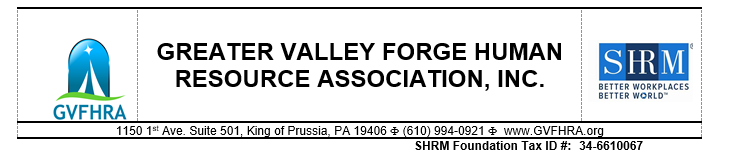 GREATER VALLEY FORGE HUMAN
RESOURCE ASSOCIATION, INC.
GVFHRA
SHRM®
BETTER WORKPLACES
BETTER WORLD™
1150 1st Ave. Suite 501, King of Prussia, PA 19406 Φ (610) 994-0921 Φ www.GVFHRA.org
SHRM Foundation Tax ID #: 34-6610067